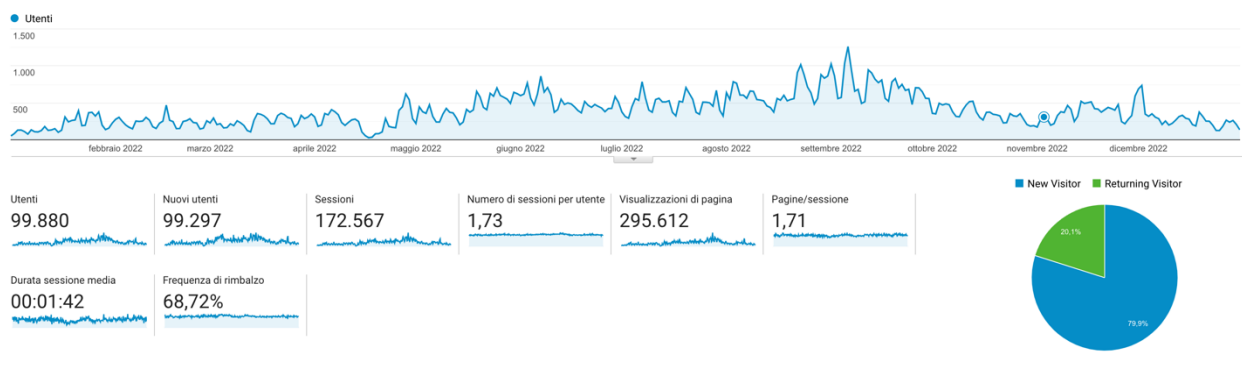 Utenti
1.500
1.000
500
febbraio 2022 marzo 2022 aprile 2022 maggio 2022 giugno 2022 luglio 2022 agosto 2022 settembre 2022 ottobre 2022 novembre 2022 dicembre 2022
New Visitor Returning Visitor
Utenti Nuovi utenti Sessioni Numero di sessioni per utente Visualizzazioni di pagina Pagine/sessione
99.880 99.297 172.567 1,73 295.612 1,71
20,1%
Durata sessione media Frequenza di rimbalzo
00:01:42 68,72%
79,9%